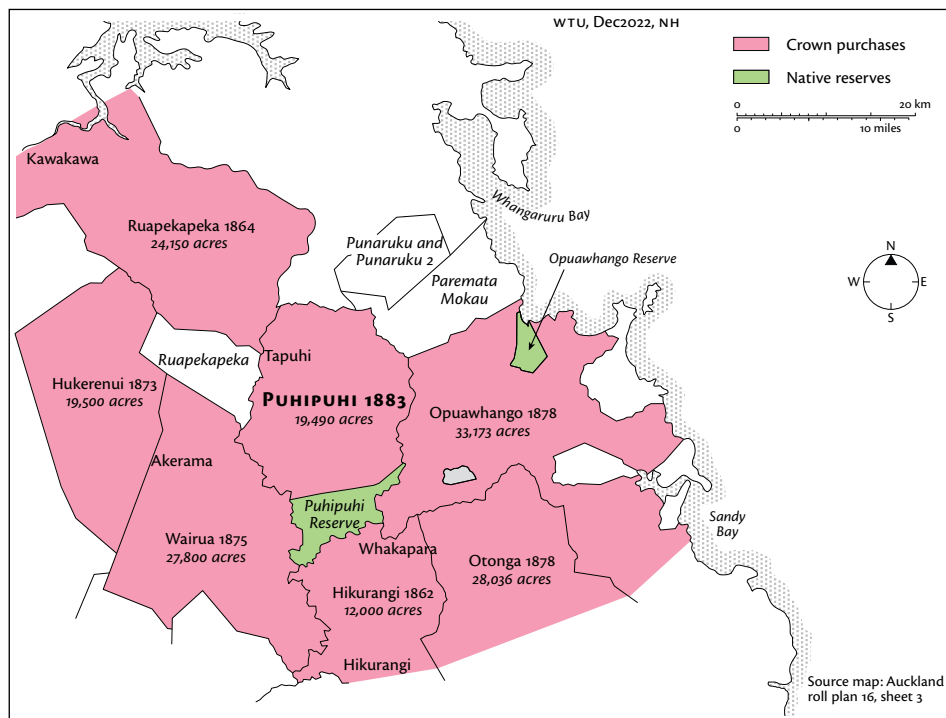 WTU, Dec2022, NH
Crown purchases
Native reserves
0 20 km
0 10 miles
Kawakawa
Whangaruru Bay
Ruapekapeka 1864
24,150 acres
Punaruku and
Punaruku 2
Opuawhango Reserve
Paremata
Mokau
N
W E
S
Ruapekapeka
Tapuhi
Hukerenui 1873
19,500 acres
PUHIPUHI 1883
19,490 acres
Opuawhango 1878
33,173 acres
Akerama
Puhipuhi
Reserve
Sandy
Bay
Wairua 1875
27,800 acres
Whakapara
Otonga 1878
28,036 acres
Hikurangi 1862
12,000 acres
Hikurangi
Source map: Auckland
roll plan 16, sheet 3